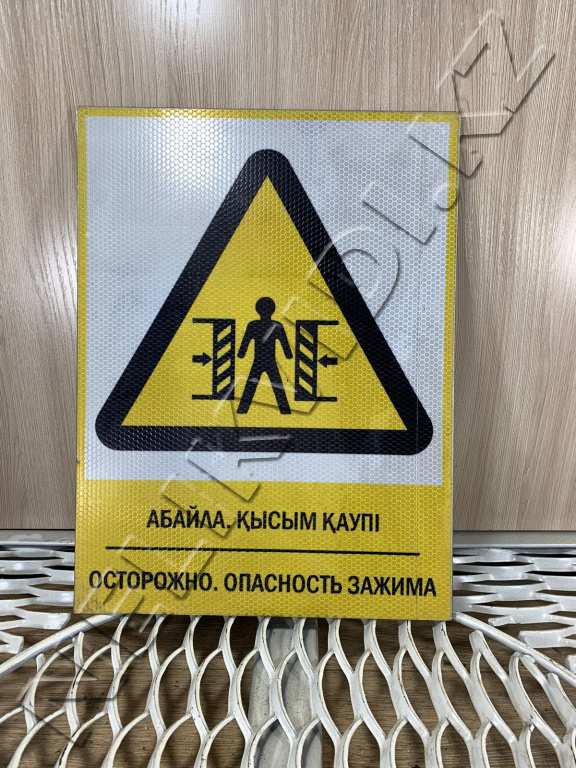 АБАЙЛА. ҚЫСЫМ ҚАУПІ
ОСТОРОЖНО. ОПАСНОСТЬ ЗАЖИМА